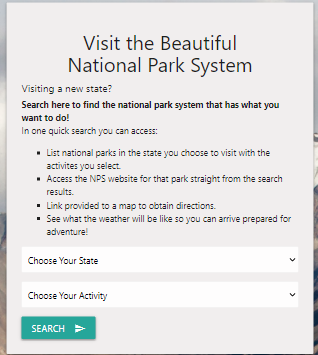 Visit the Beautiful
National Park System
Visiting a new state?
Search here to find the national park system that has what you
want to do!
In one quick search you can access:
List national parks in the state you choose to visit with the
activites you select.
Access the NPS website for that park straight from the search
results.
Link provided to a map to obtain directions.
See what the weather will be like so you can arrive prepared for
adventure!
Choose Your State
Choose Your Activity
SEARCH